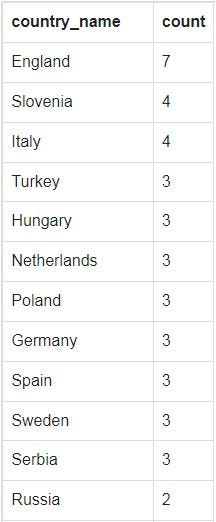 country_name count
England 7
Slovenia 4
Italy 4
Turkey 3
Hungary 3
Netherlands 3
Poland 3
Germany 3
Spain 3
Sweden 3
Serbia 3
Russia 2